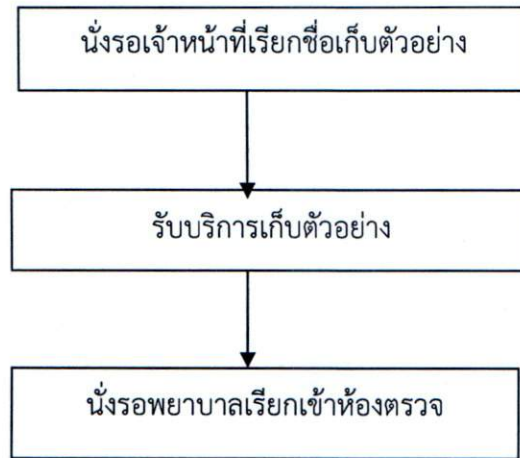 นั่งรอเจ้าหน้าที่เรียกชื่อเก็บตัวอย่าง
รับบริการเก็บตัวอย่าง
นั่งรอพยาบาลเรียกเข้าห้องตรวจ